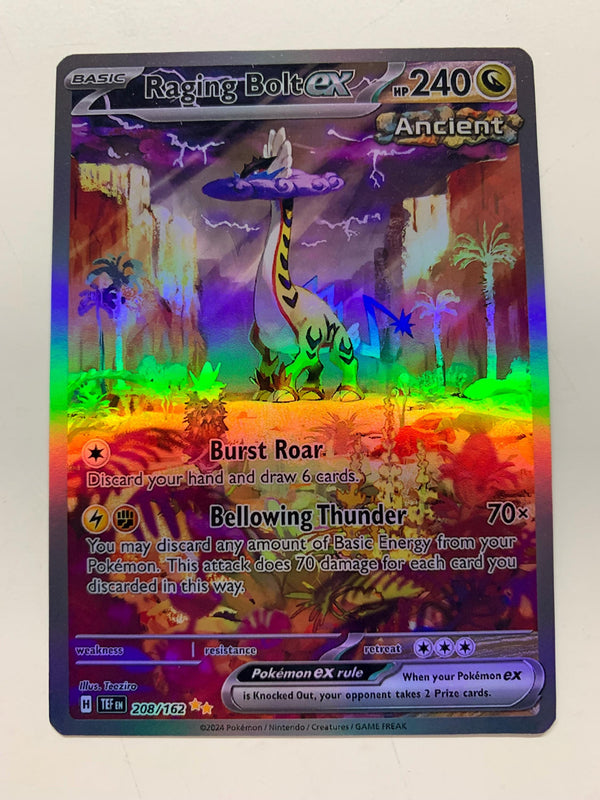 BASIC Raging Bolt ex HP 240
Ancient
Burst Roar
Discard your hand and draw 6 cards.
Bellowing Thunder 70×
You may discard any amount of Basic Energy from your
Pokémon. This attack does 70 damage for each card you
discarded in this way.
weakness resistance retreat
Pokémon ex rule When your Pokémon ex
is Knocked Out, your opponent takes 2 Prize cards.
Illus. Teeziro
H TEF EN 208/162
©2024 Pokémon / Nintendo / Creatures / GAME FREAK